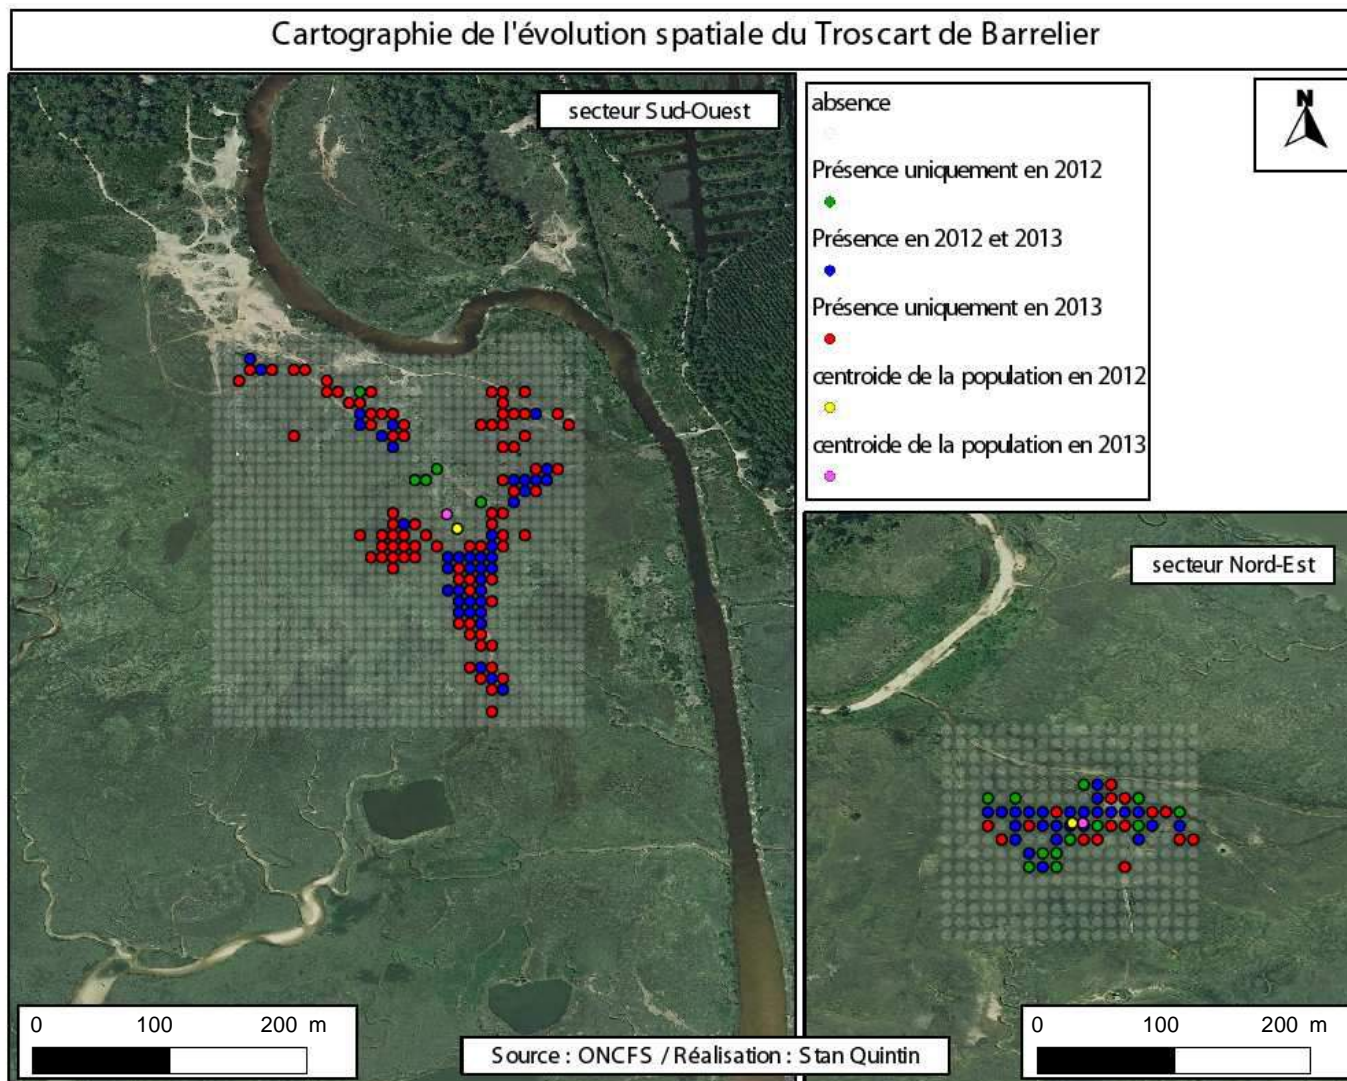 Cartographie de l'évolution spatiale du Troscart de Barrelier
secteur Sud-Ouest
absence
Présence uniquement en 2012
Présence en 2012 et 2013
Présence uniquement en 2013
centroide de la population en 2012
centroide de la population en 2013
N
secteur Nord-Est
0 100 200 m
0 100 200 m
Source : ONCFS / Réalisation : Stan Quintin